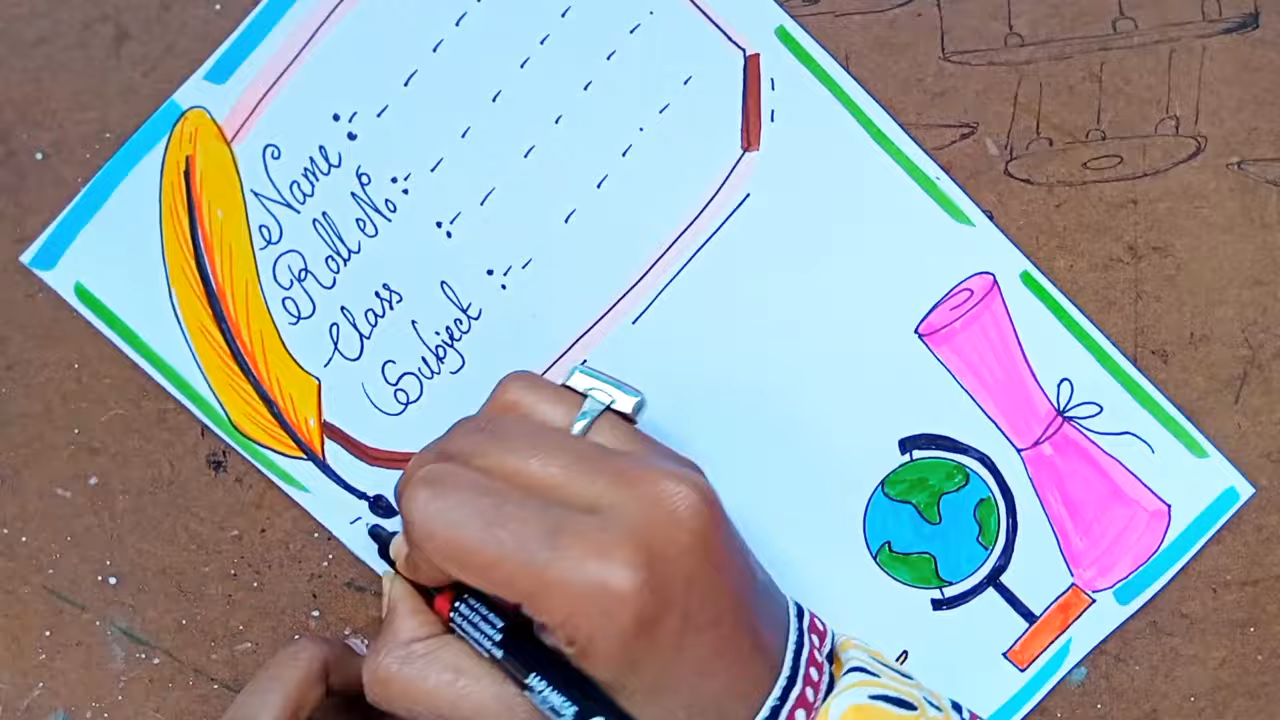 Name :-
Roll No :-
Class :-
Subject :-